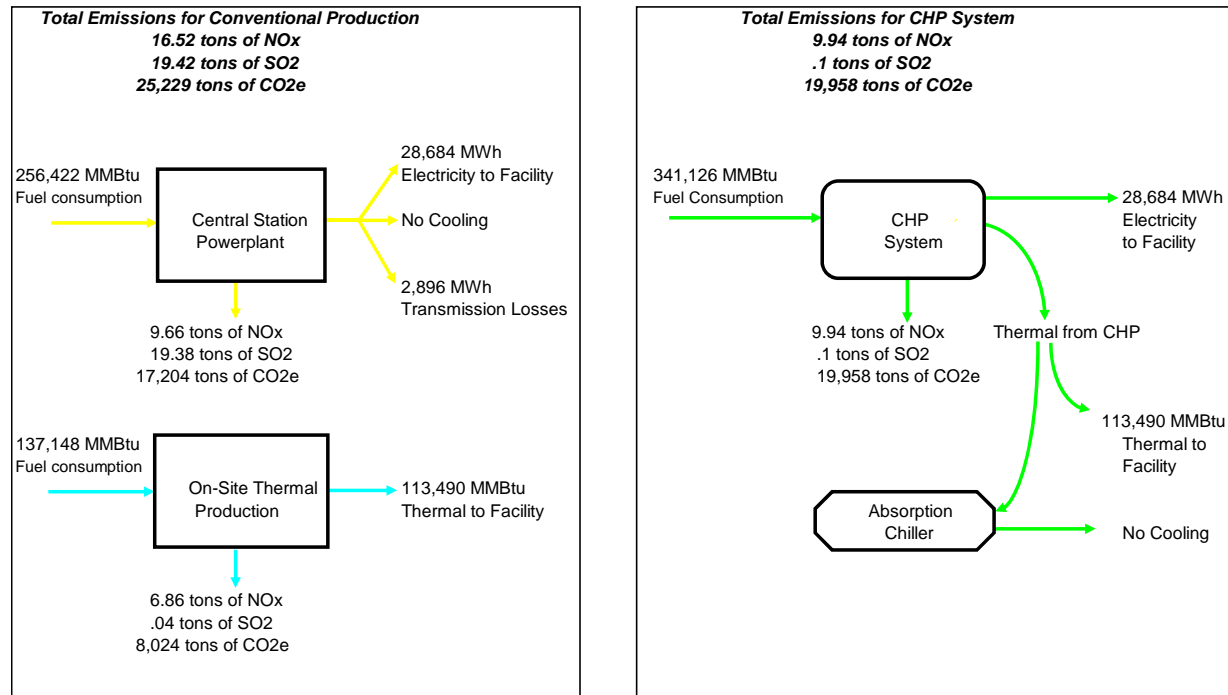 Total Emissions for Conventional Production
16.52 tons of NOx
19.42 tons of SO2
25,229 tons of CO2e
256,422 MMBtu
Fuel consumption
Central Station
Powerplant
28,684 MWh
Electricity to Facility
No Cooling
2,896 MWh
Transmission Losses
9.66 tons of NOx
19.38 tons of SO2
17,204 tons of CO2e
137,148 MMBtu
Fuel consumption
On-Site Thermal
Production
113,490 MMBtu
Thermal to Facility
6.86 tons of NOx
.04 tons of SO2
8,024 tons of CO2e
Total Emissions for CHP System
9.94 tons of NOx
.1 tons of SO2
19,958 tons of CO2e
341,126 MMBtu
Fuel Consumption
CHP
System
28,684 MWh
Electricity
to Facility
9.94 tons of NOx
.1 tons of SO2
19,958 tons of CO2e
Thermal from CHP
113,490 MMBtu
Thermal to
Facility
Absorption
Chiller
No Cooling